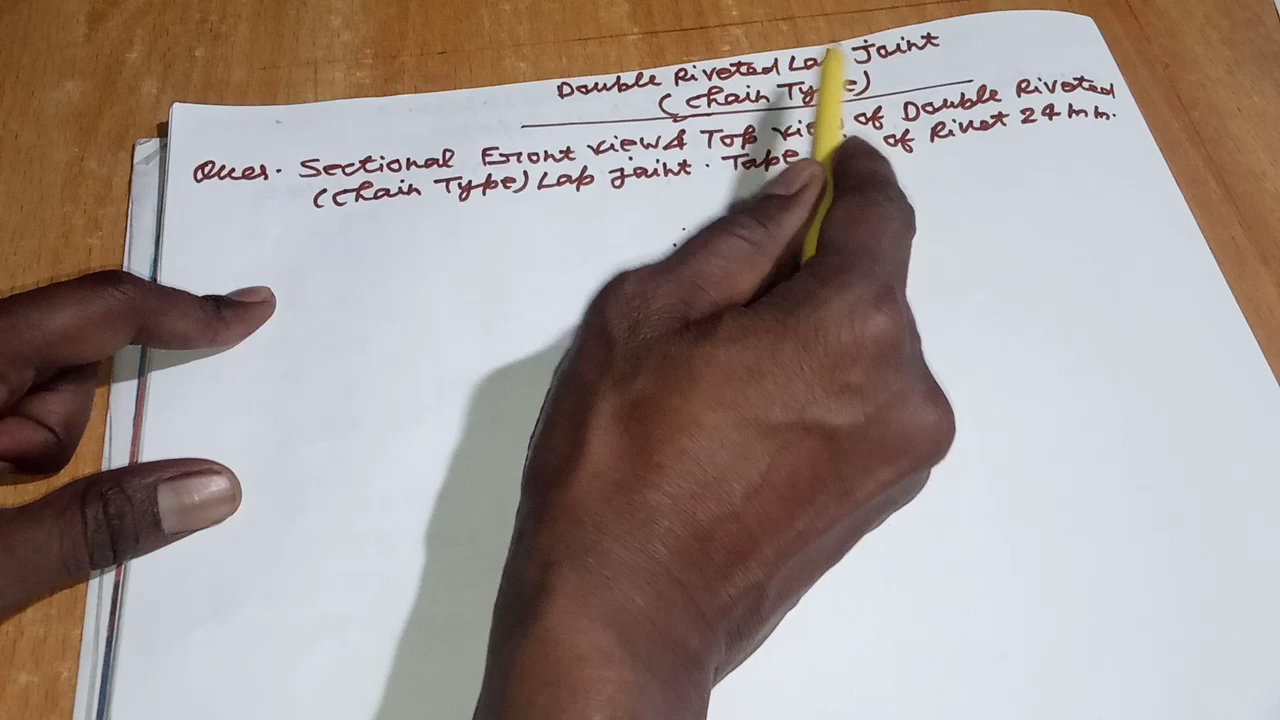 Double Riveted La Joint
(Chain Ty e)
Ques. Sectional Front view & Top vie of Double Riveted
(Chain Type) Lap joint. Take of Rivet 24 mm.